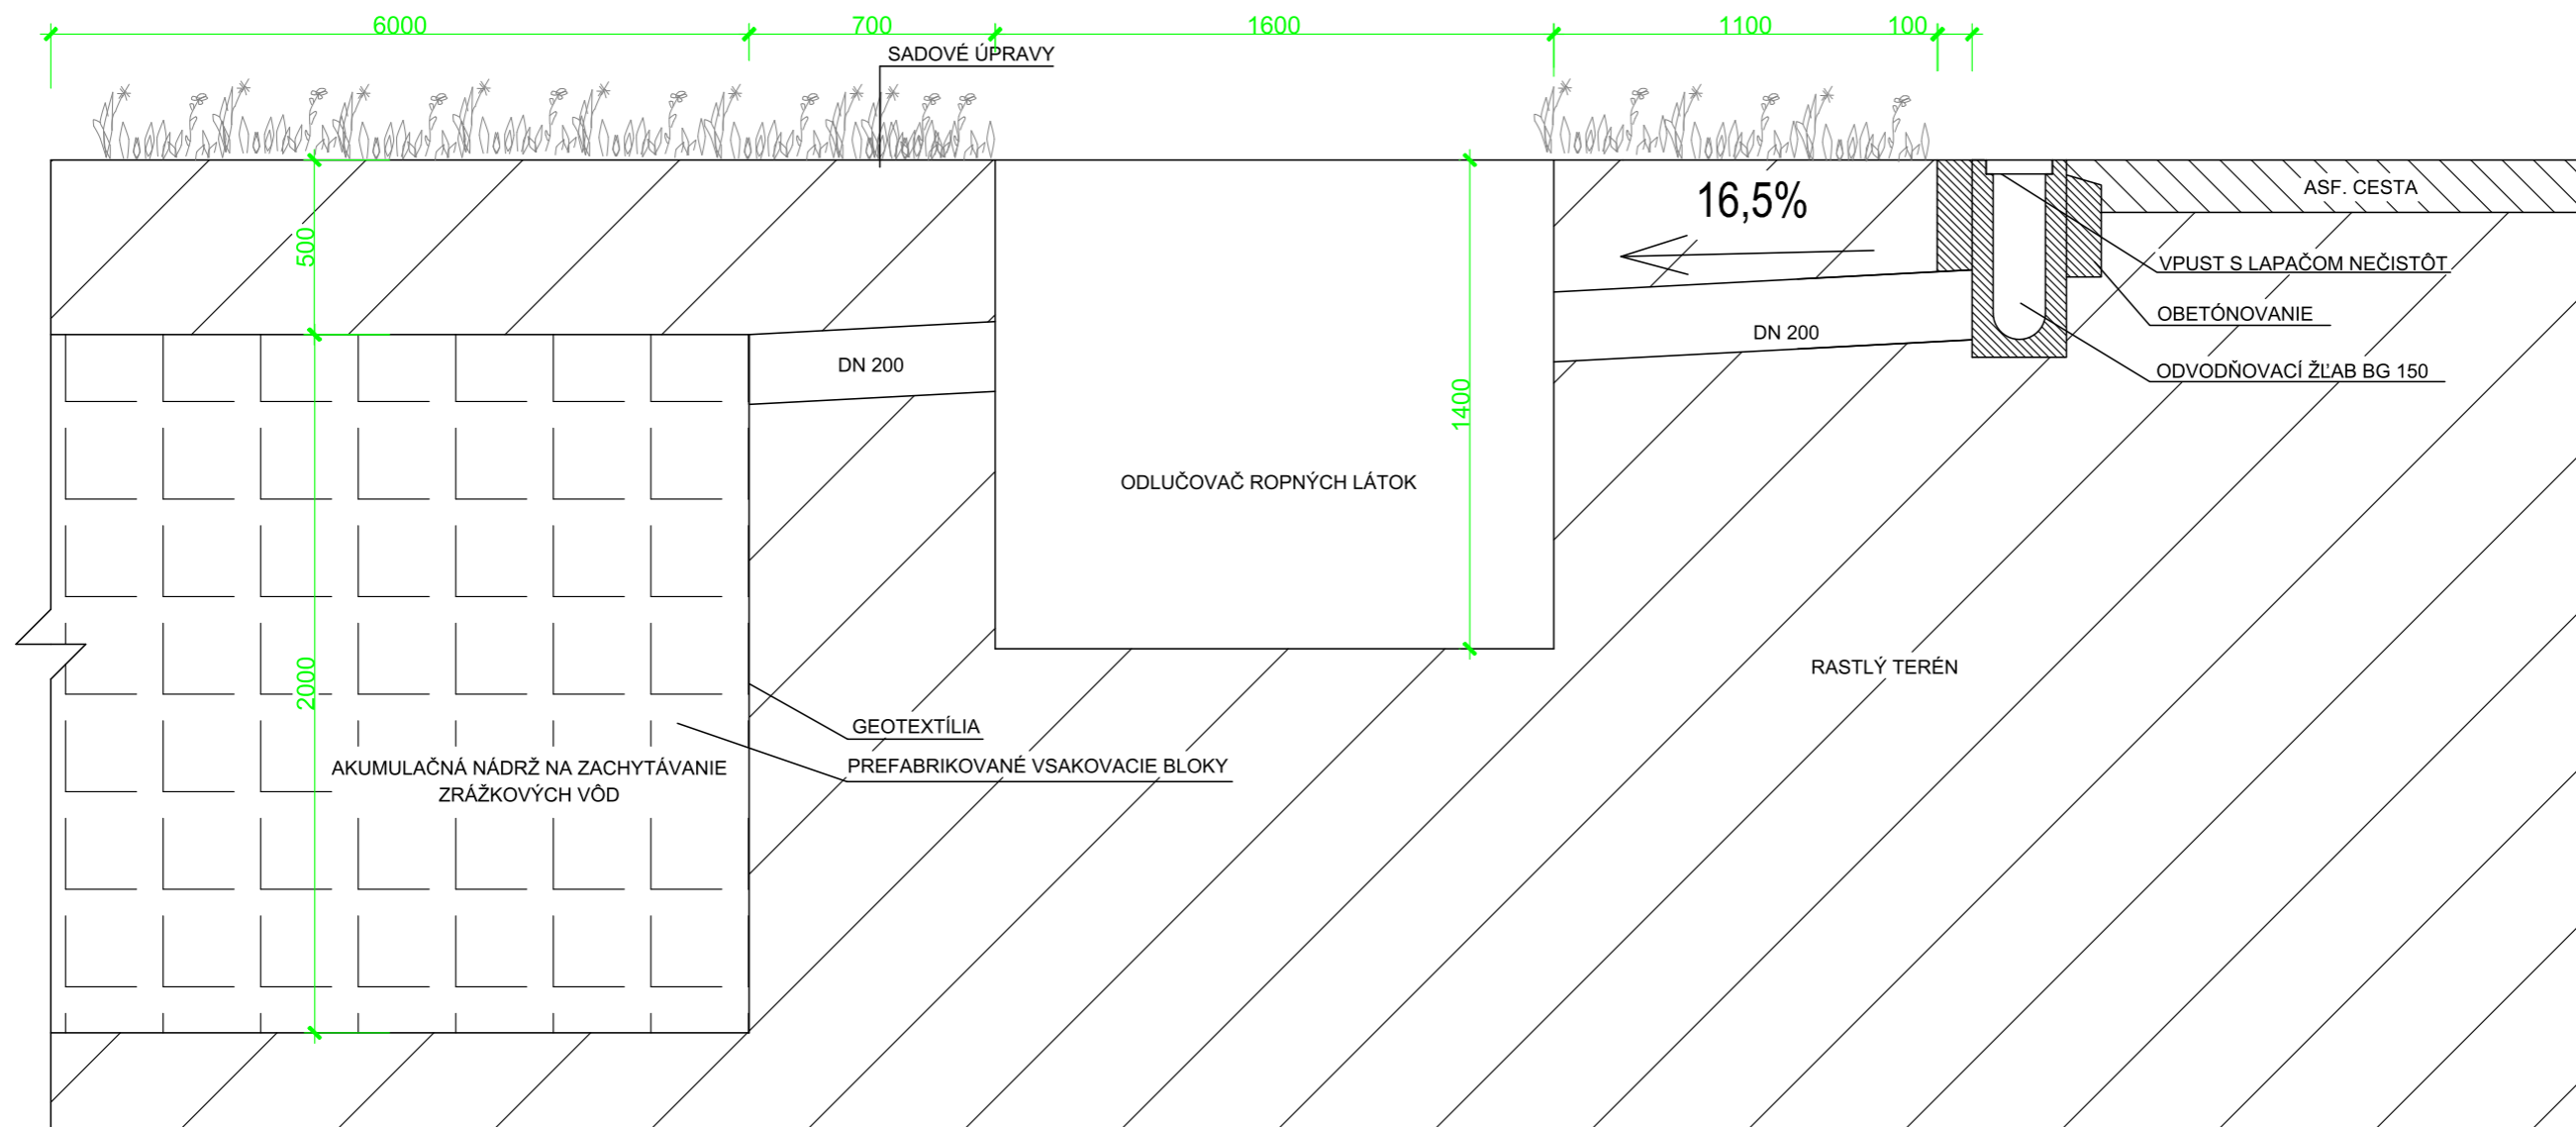 6000
700
1600
1100
100
SADOVÉ ÚPRAVY
16,5%
ASF. CESTA
500
VPUST S LAPAČOM NEČISTÔT
OBETÓNOVANIE
DN 200
DN 200
ODVODŇOVACÍ ŽĽAB BG 150
1400
ODLUČOVAČ ROPNÝCH LÁTOK
RASTLÝ TERÉN
2000
GEOTEXTÍLIA
PREFABRIKOVANÉ VSAKOVACIE BLOKY
AKUMULAČNÁ NÁDRŽ NA ZACHYTÁVANIE
ZRÁŽKOVÝCH VÔD